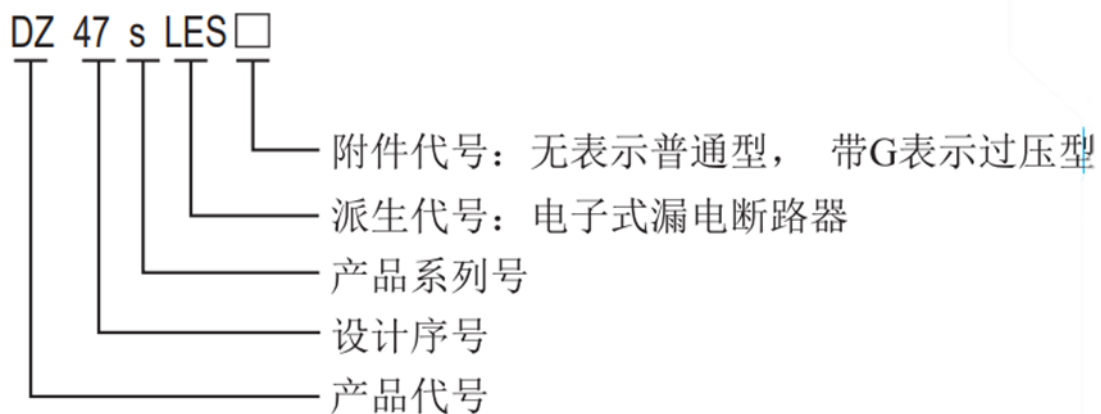 DZ 47 s LES□
附件代号：无表示普通型， 带G表示过压型
派生代号：电子式漏电断路器
产品系列号
设计序号
产品代号